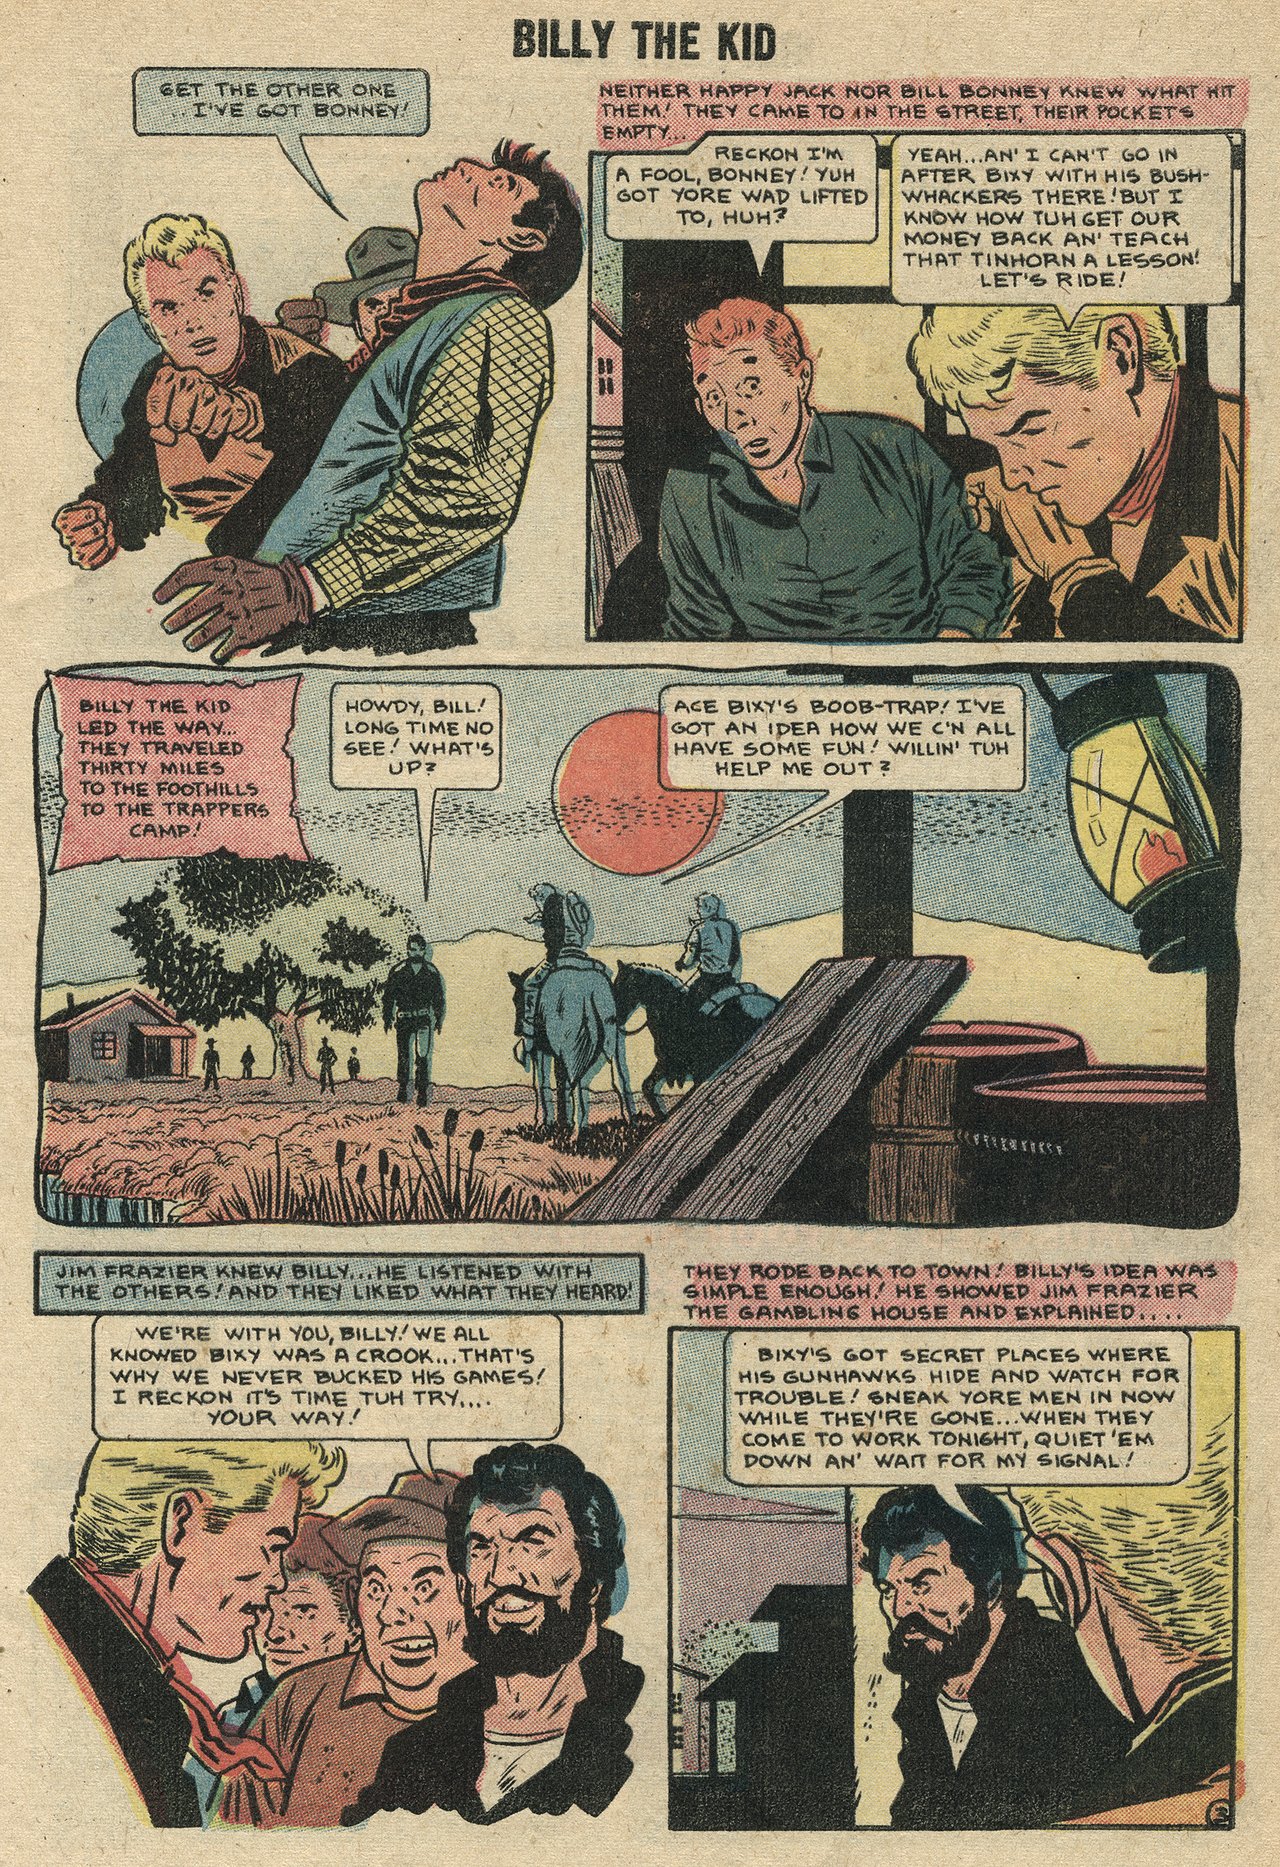 BILLY THE KID
GET THE OTHER ONE
...I'VE GOT BONNEY!
NEITHER HAPPY JACK NOR BILL BONNEY KNEW WHAT HIT
THEM! THEY CAME TO IN THE STREET, THEIR POCKETS
EMPTY...
RECKON I'M
A FOOL, BONNEY! YUH
GOT YORE WAD LIFTED
TO, HUH?
YEAH...AN' I CAN'T GO IN
AFTER BIXY WITH HIS BUSH-
WHACKERS THERE! BUT I
KNOW HOW TUH GET OUR
MONEY BACK AN' TEACH
THAT TINHORN A LESSON!
LET'S RIDE!
BILLY THE KID
LED THE WAY...
THEY TRAVELED
THIRTY MILES
TO THE FOOTHILLS
TO THE TRAPPERS
CAMP!
HOWDY, BILL!
LONG TIME NO
SEE! WHAT'S
UP?
ACE BIXY'S BOOB-TRAP! I'VE
GOT AN IDEA HOW WE C'N ALL
HAVE SOME FUN! WILLIN' TUH
HELP ME OUT?
JIM FRAZIER KNEW BILLY...HE LISTENED WITH
THE OTHERS! AND THEY LIKED WHAT THEY HEARD!
WE'RE WITH YOU, BILLY! WE ALL
KNOWED BIXY WAS A CROOK...THAT'S
WHY WE NEVER BUCKED HIS GAMES!
I RECKON IT'S TIME TUH TRY....
YOUR WAY!
THEY RODE BACK TO TOWN! BILLY'S IDEA WAS
SIMPLE ENOUGH! HE SHOWED JIM FRAZIER
THE GAMBLING HOUSE AND EXPLAINED....
BIXY'S GOT SECRET PLACES WHERE
HIS GUNHAWKS HIDE AND WATCH FOR
TROUBLE! SNEAK YORE MEN IN NOW
WHILE THEY'RE GONE...WHEN THEY
COME TO WORK TONIGHT, QUIET 'EM
DOWN AN' WAIT FOR MY SIGNAL!
3